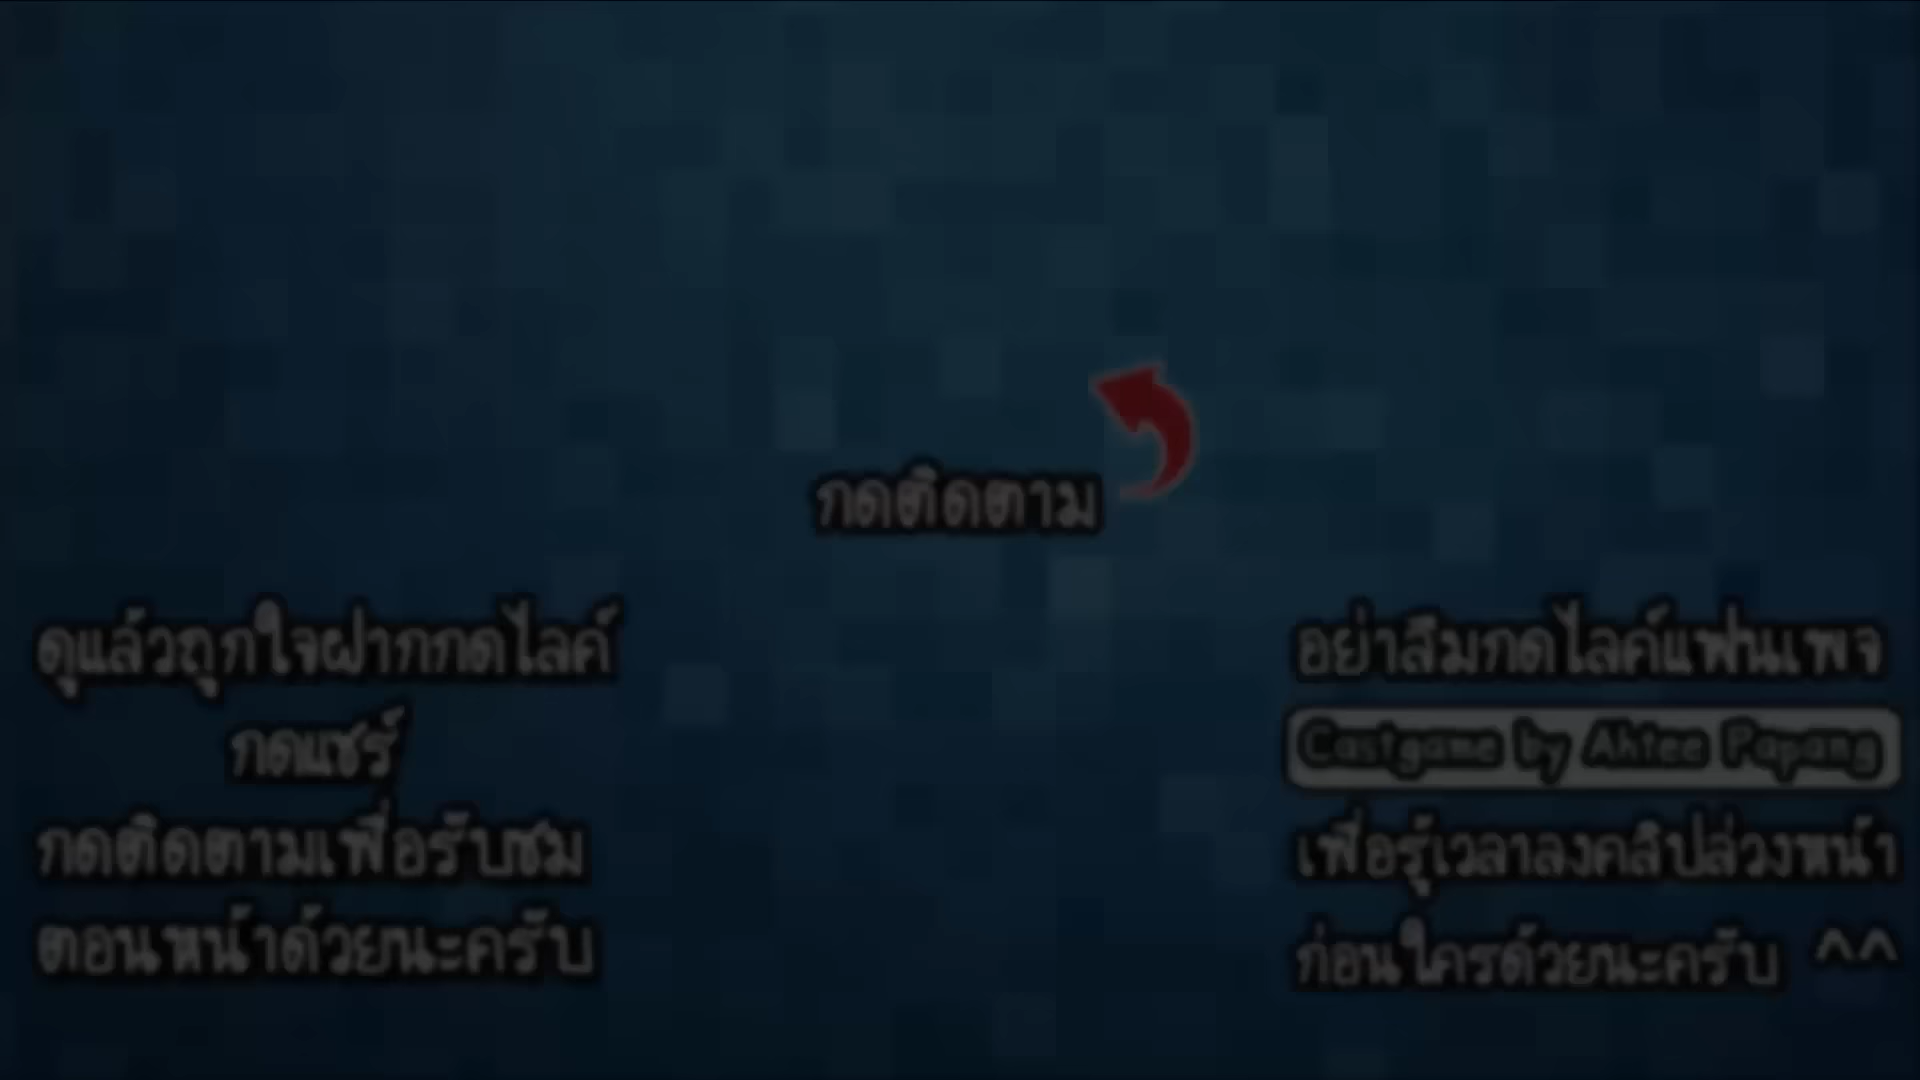 กดติดตาม
ดูแล้วถูกใจฝากกดไลค์
กดแชร์
กดติดตามเพื่อรับชม
ตอนหน้าด้วยนะครับ
อย่าลืมกดไลค์แฟนเพจ
Castgame by Ahtee Papang
เพื่อรู้เวลาลงคลิปล่วงหน้า
ก่อนใครด้วยนะครับ ^^